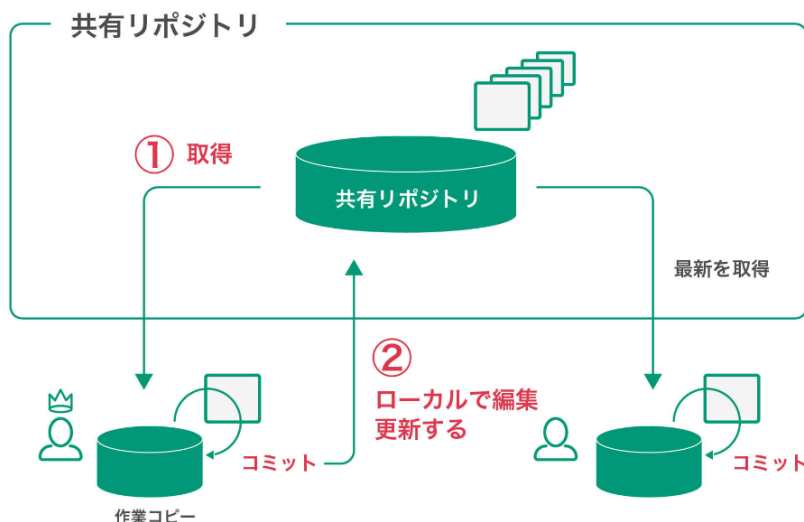 共有リポジトリ
① 取得
共有リポジトリ
最新を取得
②
ローカルで編集
更新する
コミット
コミット
作業コピー